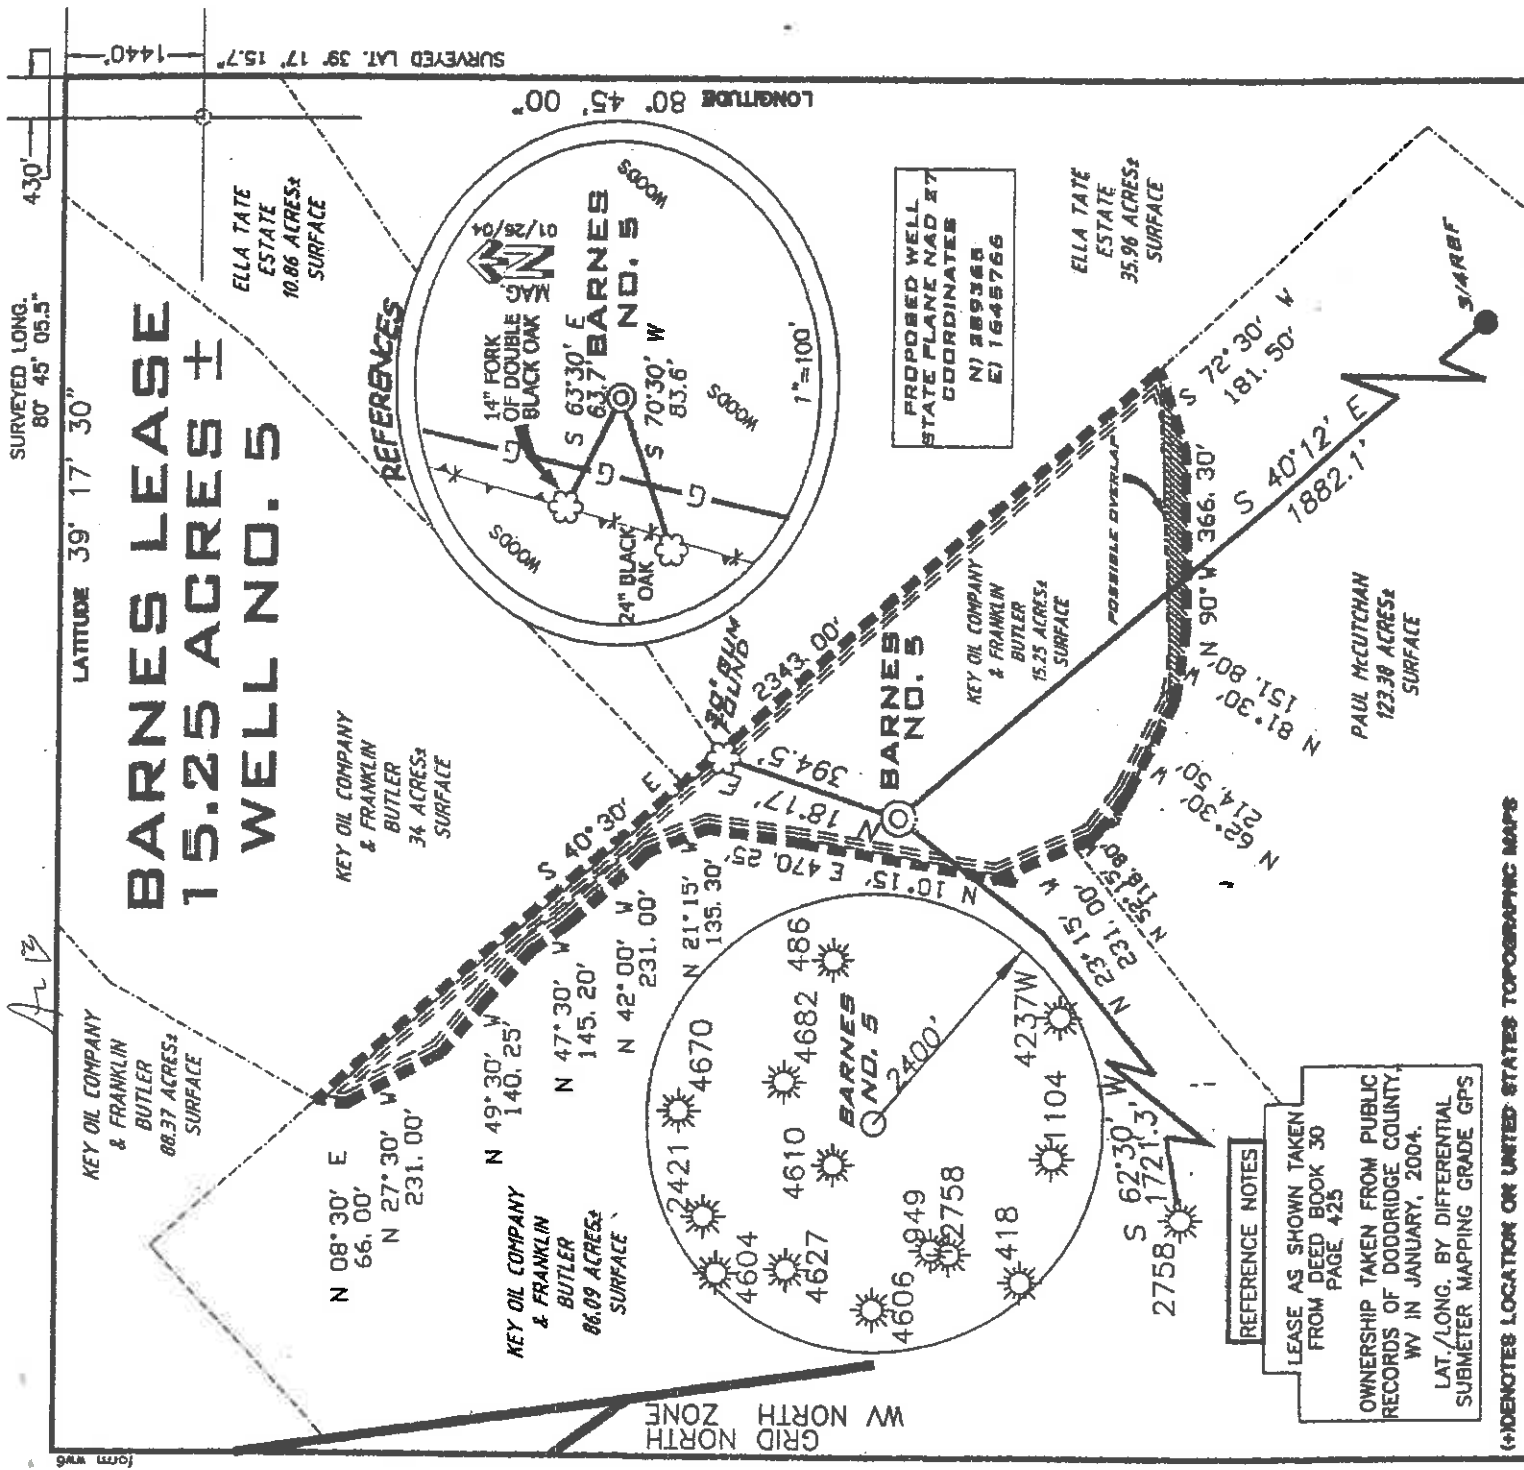 SURVEYED LONG.
80° 45' 05.5"
430'
1440'
SURVEYED LAT. 39° 17' 15.7"
LATITUDE 39° 17' 30"
LONGITUDE 80° 45' 00"
BARNES LEASE
15.25 ACRES ±
WELL NO. 5
ELLA TATE
ESTATE
10.86 ACRES±
SURFACE
REFERENCES
MAG.
01/26/04
14" FORK
OF DOUBLE
BLACK OAK
S 63°30' E
63.7'
BARNES
NO. 5
S 70°30' W
83.6'
24" BLACK
OAK
WOODS
WOODS
WOODS
G
G
G
1"=100'
PROPOSED WELL
STATE PLANE NAD 27
COORDINATES
N) 289365
E) 1645766
ELLA TATE
ESTATE
35.96 ACRES±
SURFACE
KEY OIL COMPANY
& FRANKLIN
BUTLER
34 ACRES±
SURFACE
KEY OIL COMPANY
& FRANKLIN
BUTLER
88.37 ACRES±
SURFACE
KEY OIL COMPANY
& FRANKLIN
BUTLER
86.09 ACRES±
SURFACE
KEY OIL COMPANY
& FRANKLIN
BUTLER
15.25 ACRES±
SURFACE
PAUL McCUTCHAN
123.38 ACRES±
SURFACE
S 40°30' E
2343.00'
GUM
FOUND
N 18°17' E
394.5'
BARNES
NO. 5
POSSIBLE OVERLAP
S 72°30' W
181.50'
S 40°12' E
1882.1'
3/4RBF
N 90° W 366.30'
N 81°30' W
151.80'
N 62°30' W
214.50'
N 52°15' W
118.80'
N 23°15' W
231.00'
N 10°15' E 470.25'
N 21°15' W
135.30'
N 42°00' W
231.00'
N 47°30' W
145.20'
N 49°30' W
140.25'
N 27°30' W
231.00'
N 08°30' E
66.00'
2421
4670
4604
4610
4682
486
4627
BARNES
NO. 5
2400'
4606
949
2758
418
1104
4237W
S 62°30' W
1721.3'
2758
GRID NORTH
WV NORTH ZONE
REFERENCE NOTES
LEASE AS SHOWN TAKEN
FROM DEED BOOK 30
PAGE 425
OWNERSHIP TAKEN FROM PUBLIC
RECORDS OF DODDRIDGE COUNTY,
WV IN JANUARY, 2004.
LAT./LONG. BY DIFFERENTIAL
SUBMETER MAPPING GRADE GPS
(+)DENOTES LOCATION ON UNITED STATES TOPOGRAPHIC MAPS
form ww6